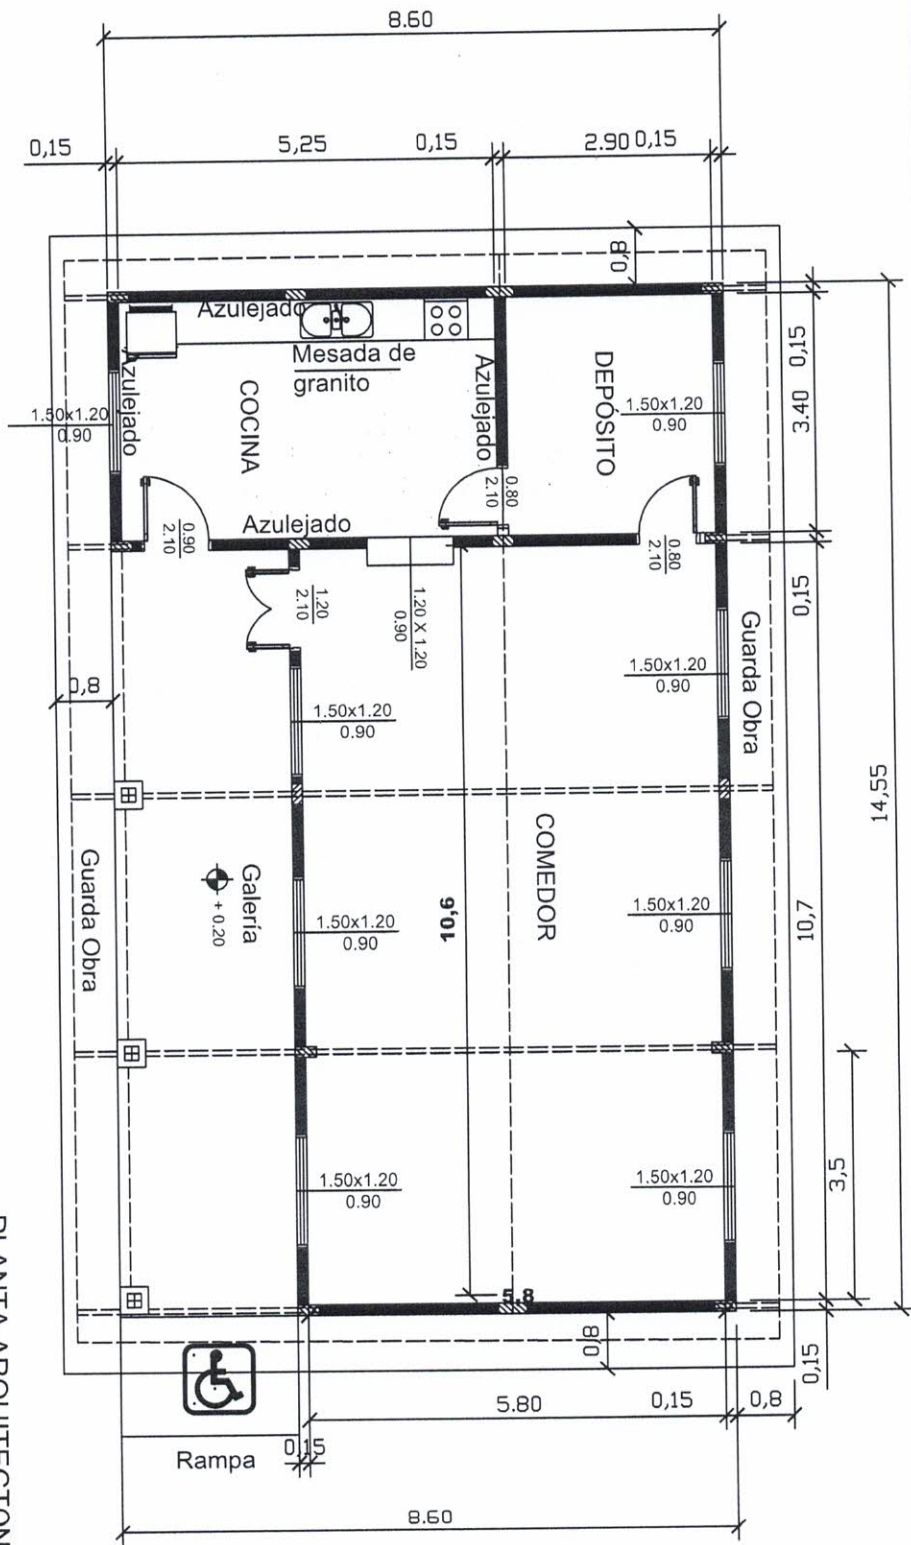 8.60
0,15
5,25
0,15
2.90
0,15
0,8
Azulejado
Mesada de
granito
Azulejado
Azulejado
COCINA
DEPÓSITO
1.50x1.20
0.90
1.50x1.20
0.90
0,15
3.40
0.80
2.10
0.90
2.10
Azulejado
0.80
2.10
1.20
2.10
1.20 X 1.20
0.90
0,15
Guarda Obra
1.50x1.20
0.90
0,8
1.50x1.20
0.90
14,55
COMEDOR
Galería
+ 0.20
Guarda Obra
10,6
1.50x1.20
0.90
1.50x1.20
0.90
10,7
3,5
1.50x1.20
0.90
1.50x1.20
0.90
5.8
0,8
0,15
5.80
0,15
0,8
Rampa
0,15
8.60